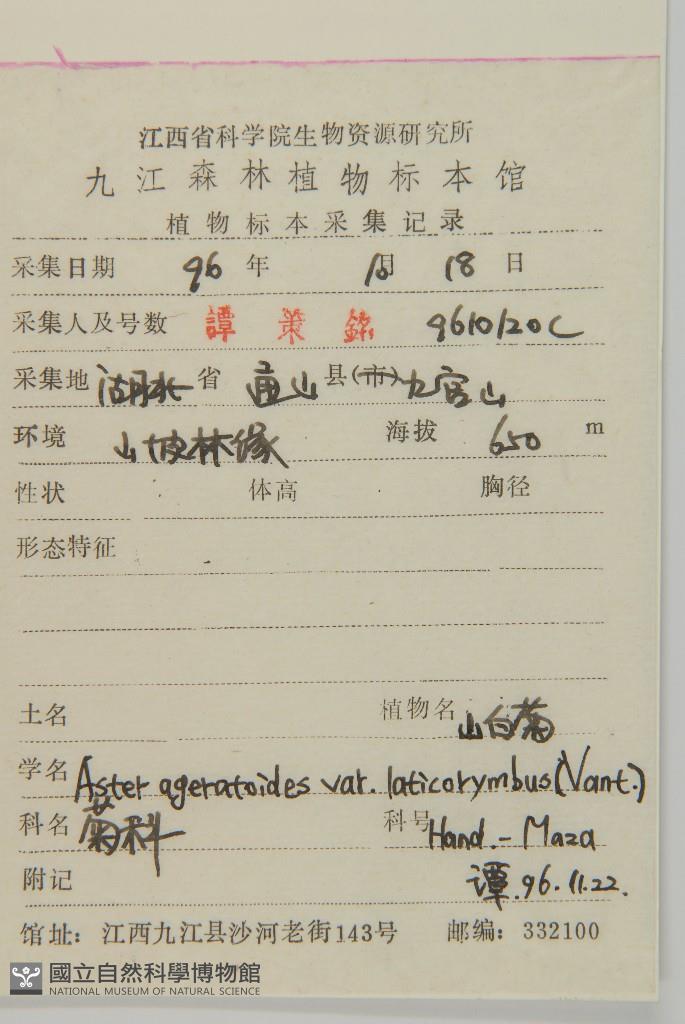 江西省科学院生物资源研究所
九江森林植物标本馆
植物标本采集记录
采集日期 96 年 10 月 18 日
采集人及号数 譚策銘 9610120C
采集地 湖北 省 通山 县(市) 九宫山
环境 山坡林缘 海拔 650 m
性状 体高 胸径
形态特征
土名 植物名 山白菊
学名 Aster ageratoides var. laticorymbus (Vant.)
科名 菊科 科号 Hand.-Maza
附记 谭.96.11.22.
馆址：江西九江县沙河老街143号 邮编：332100
國立自然科學博物館
NATIONAL MUSEUM OF NATURAL SCIENCE